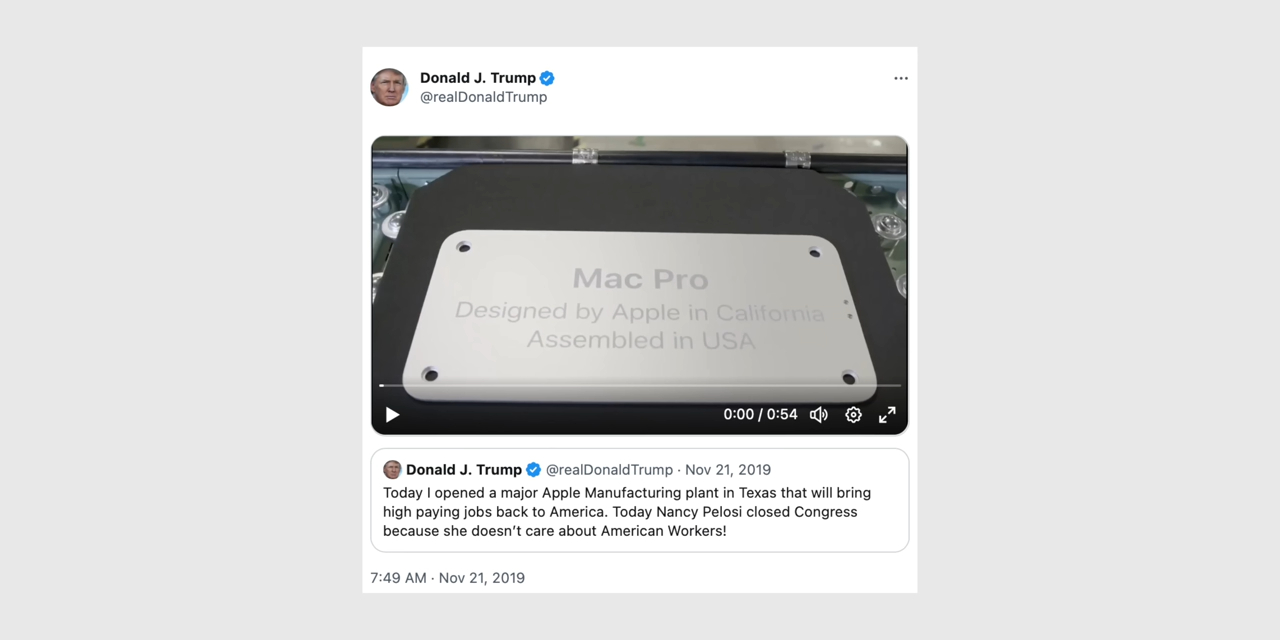 Donald J. Trump
@realDonaldTrump
Mac Pro
Designed by Apple in California
Assembled in USA
0:00 / 0:54
Donald J. Trump @realDonaldTrump · Nov 21, 2019
Today I opened a major Apple Manufacturing plant in Texas that will bring
high paying jobs back to America. Today Nancy Pelosi closed Congress
because she doesn’t care about American Workers!
7:49 AM · Nov 21, 2019